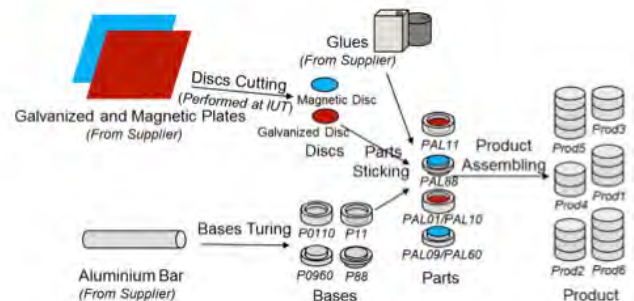 Glues
(From Supplier)
Discs Cutting
(Performed at IUT)
Magnetic Disc
Galvanized Disc
Discs
Galvanized and Magnetic Plates
(From Supplier)
Parts
Sticking
PAL11
PAL88
PAL01/PAL10
PAL09/PAL60
Parts
Product
Assembling
Prod5
Prod3
Prod4
Prod1
Prod2
Prod6
Product
Bases Turing
P0110
P11
P0960
P88
Bases
Aluminium Bar
(From Supplier)